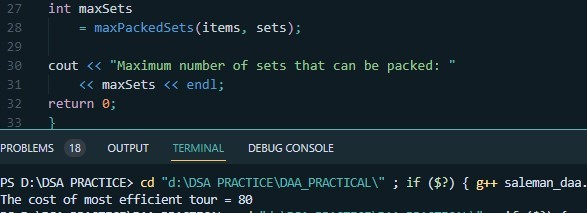 27 int maxSets
28 = maxPackedSets(items, sets);
29
30 cout << "Maximum number of sets that can be packed: "
31 << maxSets << endl;
32 return 0;
33 }
PROBLEMS 18 OUTPUT TERMINAL DEBUG CONSOLE
PS D:\DSA PRACTICE> cd "d:\DSA PRACTICE\DAA_PRACTICAL\" ; if ($?) { g++ saleman_daa.
The cost of most efficient tour = 80